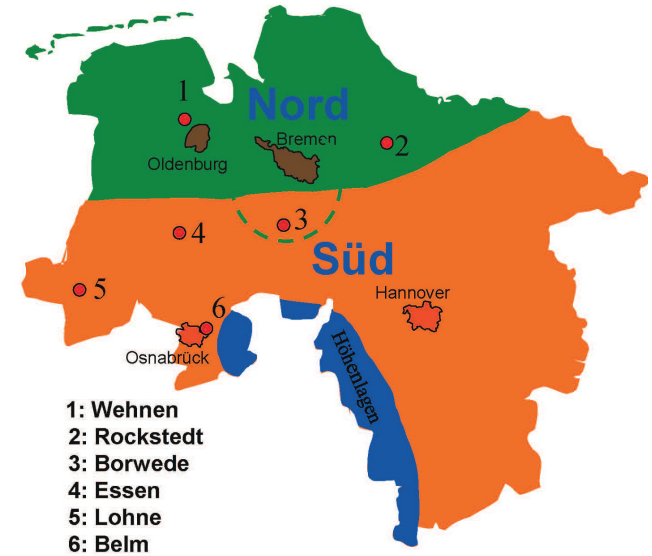 Nord
1
Bremen
2
Oldenburg
3
4
Süd
5
Hannover
6
Osnabrück
Höhenlagen
1: Wehnen
2: Rockstedt
3: Borwede
4: Essen
5: Lohne
6: Belm